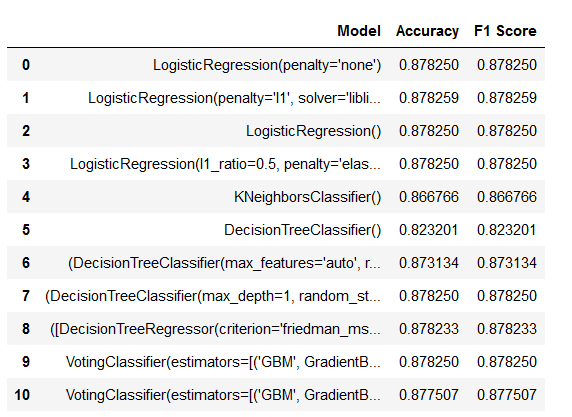 Model Accuracy F1 Score
0 LogisticRegression(penalty='none') 0.878250 0.878250
1 LogisticRegression(penalty='l1', solver='libli... 0.878259 0.878259
2 LogisticRegression() 0.878250 0.878250
3 LogisticRegression(l1_ratio=0.5, penalty='elas... 0.878250 0.878250
4 KNeighborsClassifier() 0.866766 0.866766
5 DecisionTreeClassifier() 0.823201 0.823201
6 (DecisionTreeClassifier(max_features='auto', r... 0.873134 0.873134
7 (DecisionTreeClassifier(max_depth=1, random_st... 0.878250 0.878250
8 ([DecisionTreeRegressor(criterion='friedman_ms... 0.878233 0.878233
9 VotingClassifier(estimators=[('GBM', GradientB... 0.878250 0.878250
10 VotingClassifier(estimators=[('GBM', GradientB... 0.877507 0.877507